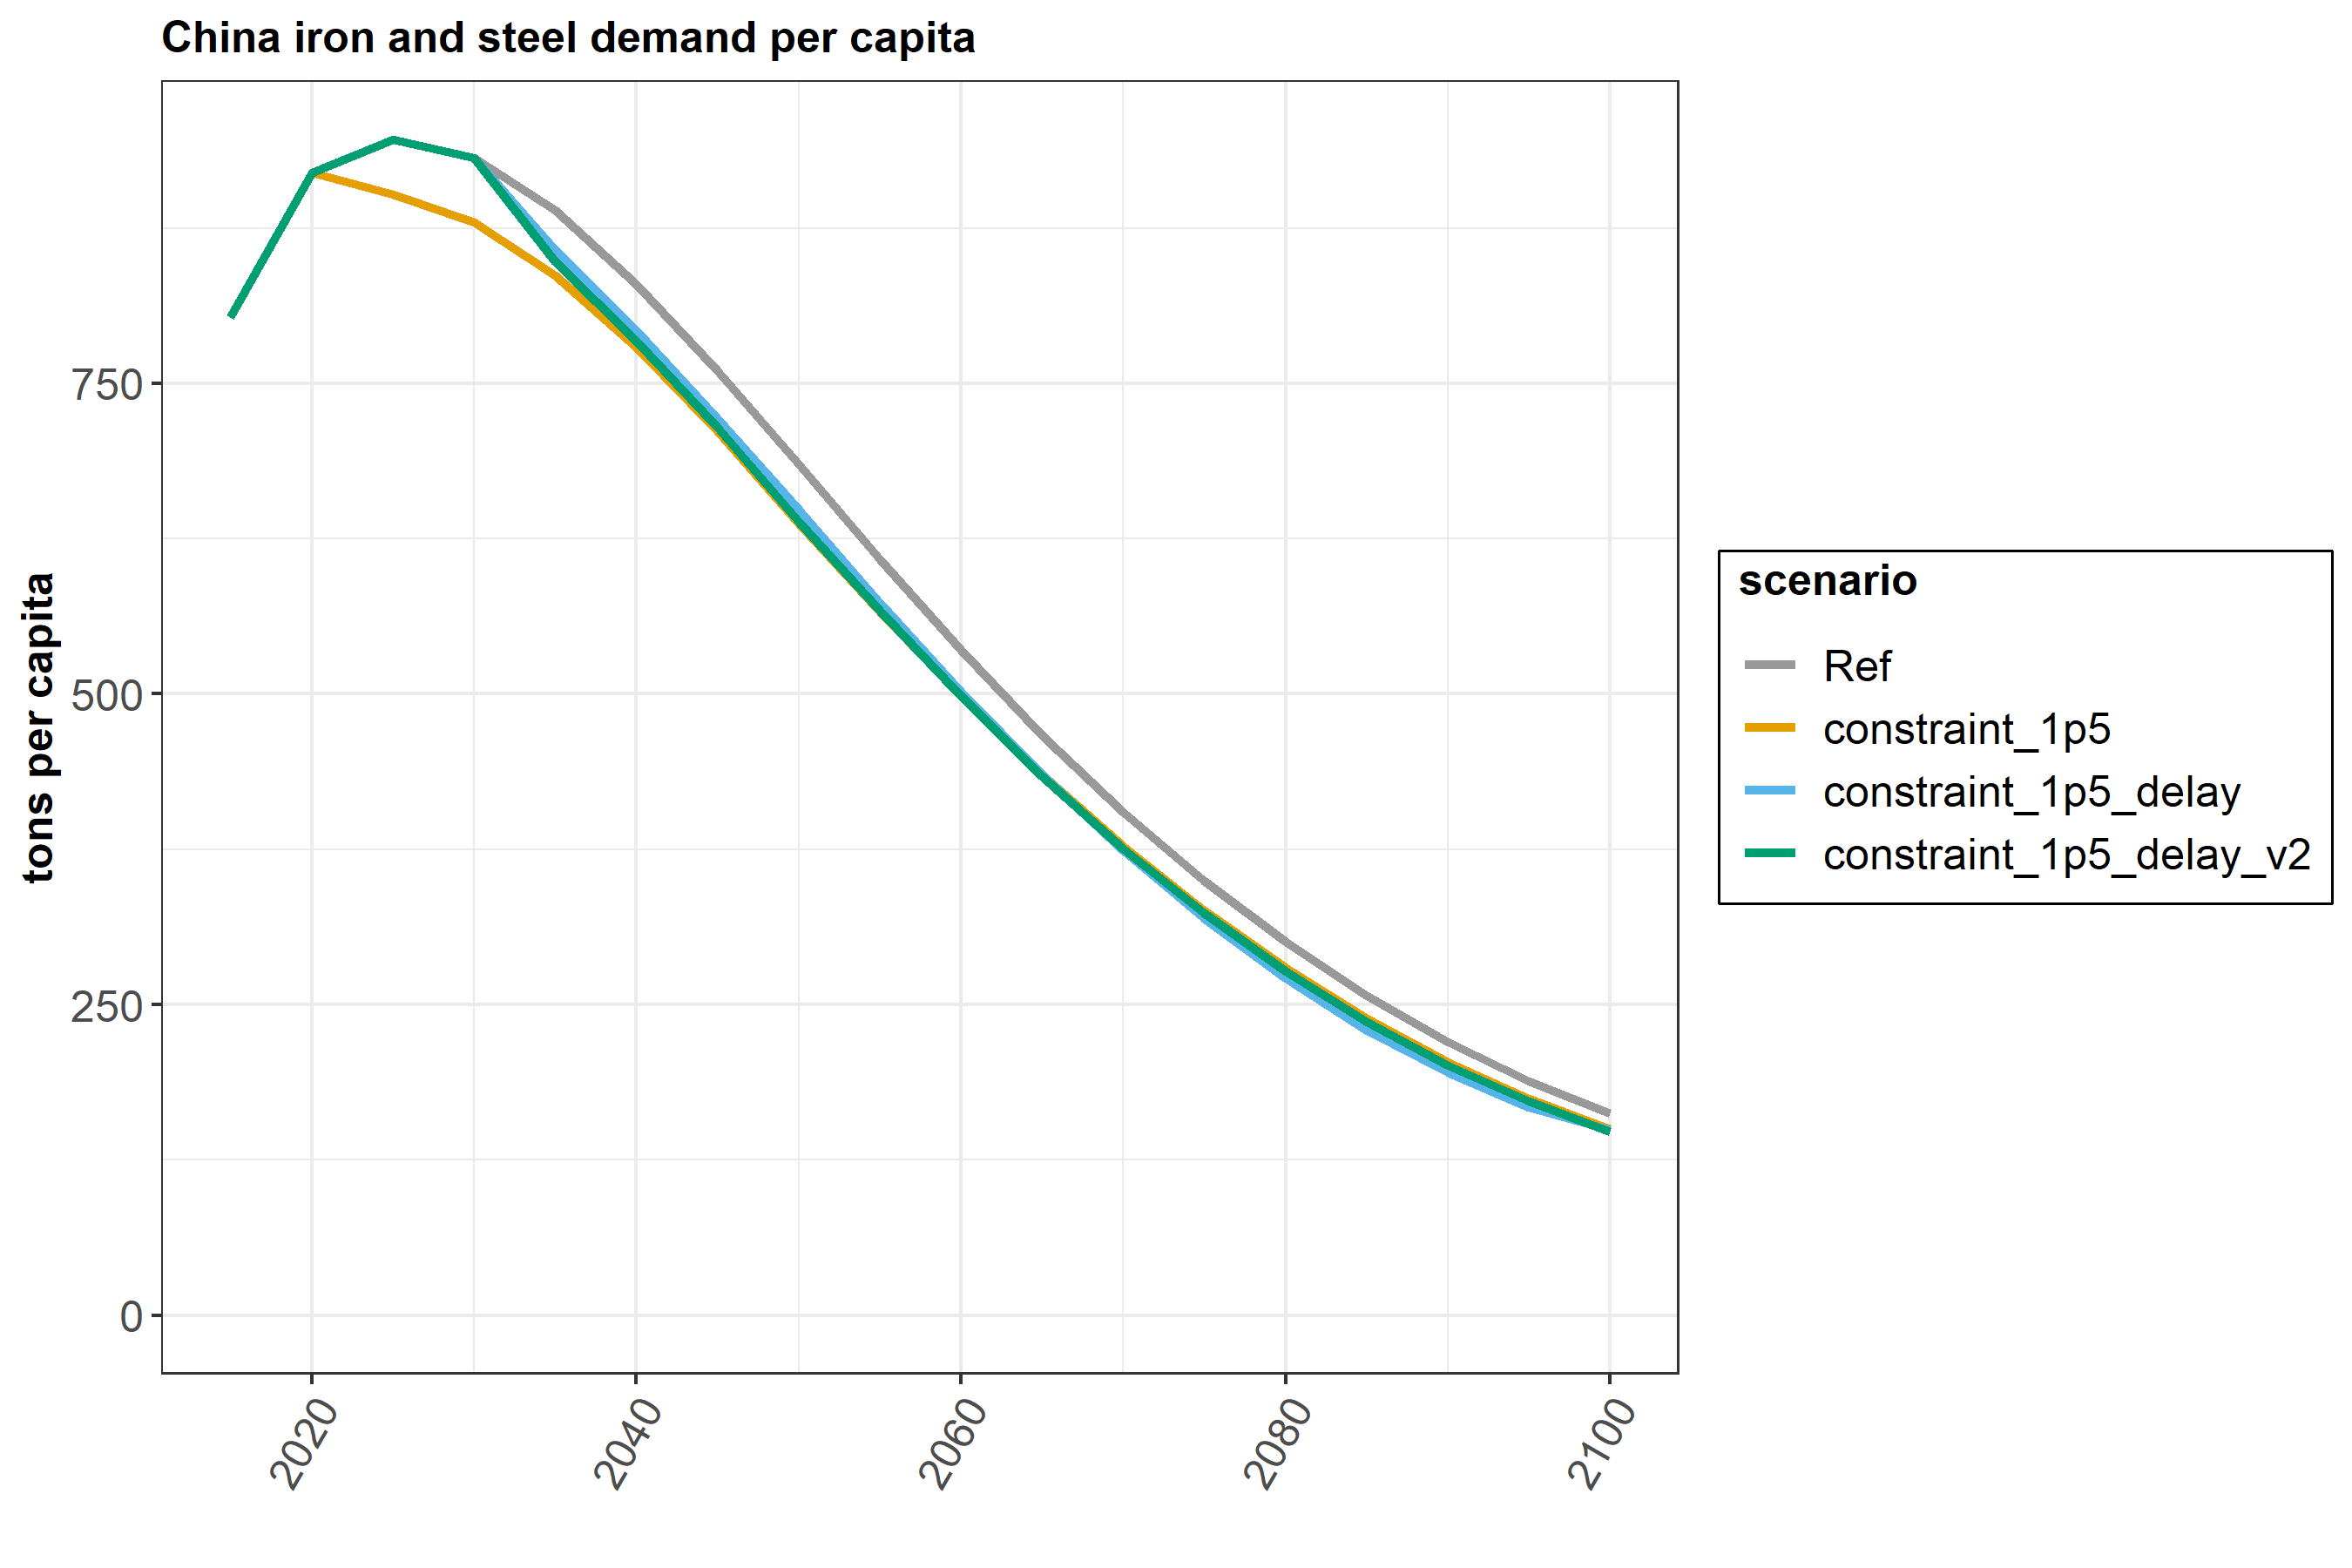 China iron and steel demand per capita
tons per capita
750
500
250
0
2020
2040
2060
2080
2100
scenario
Ref
constraint_1p5
constraint_1p5_delay
constraint_1p5_delay_v2